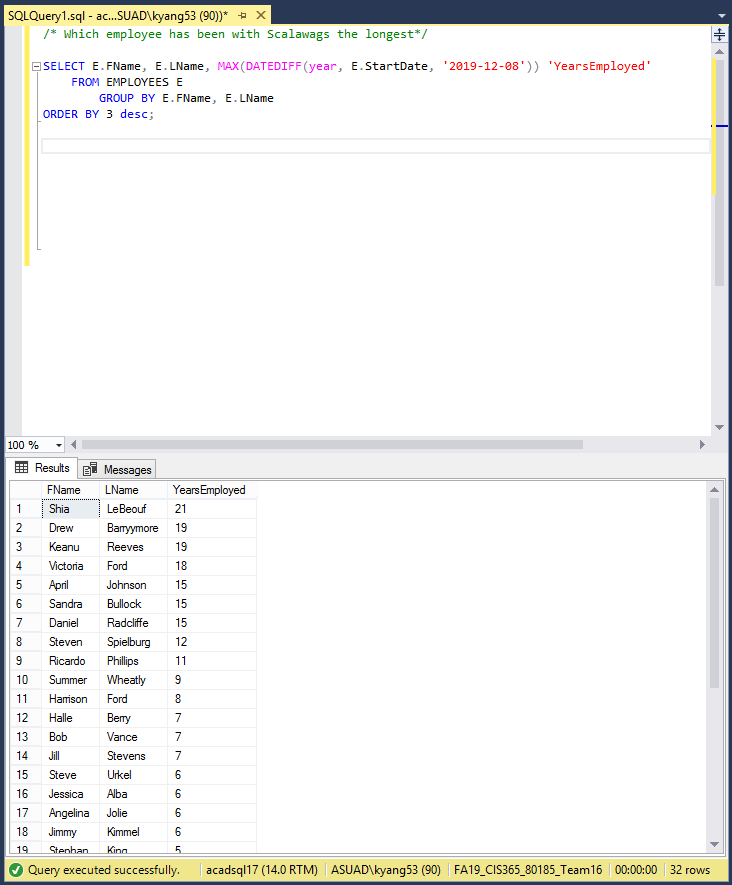 SQLQuery1.sql - ac...SUAD\kyang53 (90))*
/* Which employee has been with Scalawags the longest*/
SELECT E.FName, E.LName, MAX(DATEDIFF(year, E.StartDate, '2019-12-08')) 'YearsEmployed'
FROM EMPLOYEES E
GROUP BY E.FName, E.LName
ORDER BY 3 desc;
100 %
Results Messages
FName LName YearsEmployed
1 Shia LeBeouf 21
2 Drew Barryymore 19
3 Keanu Reeves 19
4 Victoria Ford 18
5 April Johnson 15
6 Sandra Bullock 15
7 Daniel Radcliffe 15
8 Steven Spielburg 12
9 Ricardo Phillips 11
10 Summer Wheatly 9
11 Harrison Ford 8
12 Halle Berry 7
13 Bob Vance 7
14 Jill Stevens 7
15 Steve Urkel 6
16 Jessica Alba 6
17 Angelina Jolie 6
18 Jimmy Kimmel 6
19 Stephan King 5
Query executed successfully. acadsql17 (14.0 RTM) ASUAD\kyang53 (90) FA19_CIS365_80185_Team16 00:00:00 32 rows